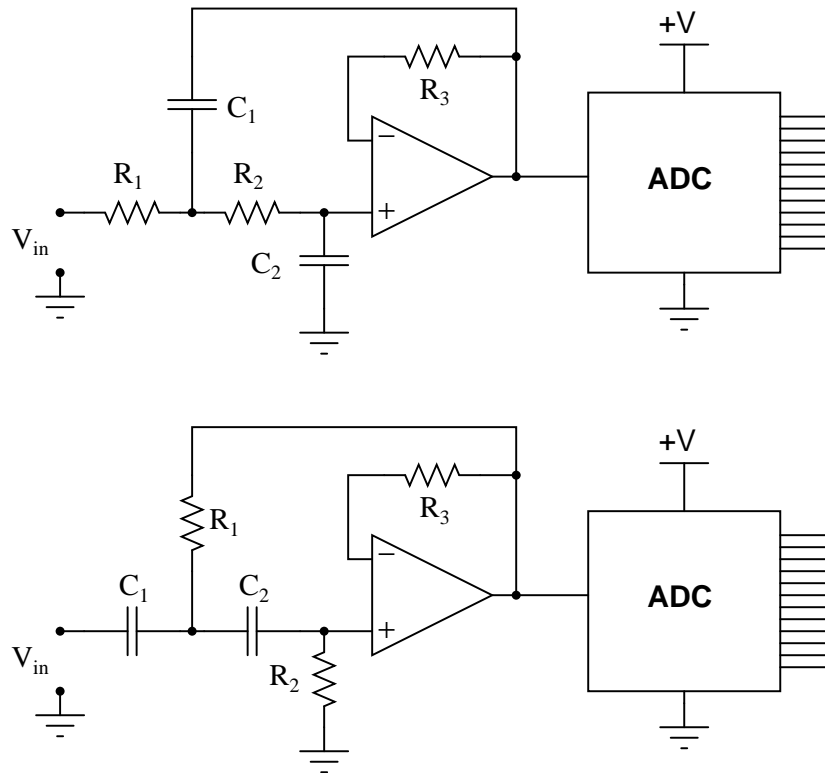 +V
R3
C1
ADC
R1
R2
−
+
Vin
C2
+V
R3
R1
−
ADC
C1
C2
+
Vin
R2